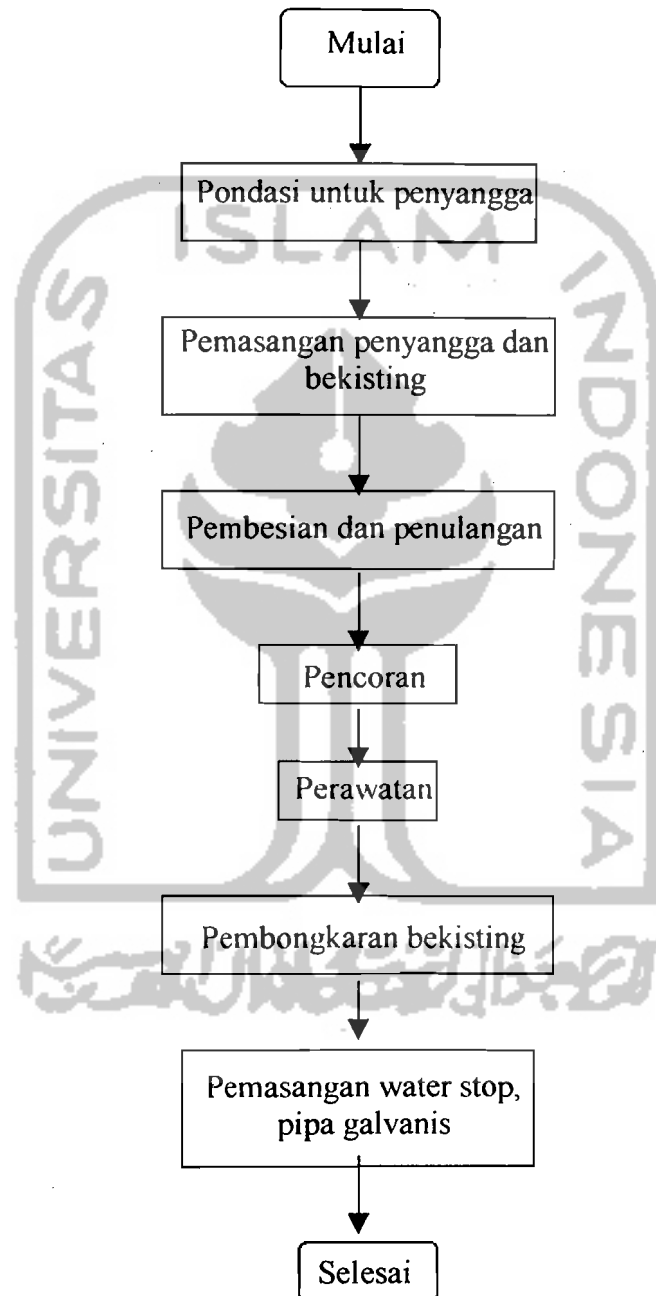 Mulai
Pondasi untuk penyangga
ISLAM
UNIVERSITAS
INDONESIA
Pemasangan penyangga dan
bekisting
Pembesian dan penulangan
Pencoran
Perawatan
Pembongkaran bekisting
Pemasangan water stop,
pipa galvanis
Selesai